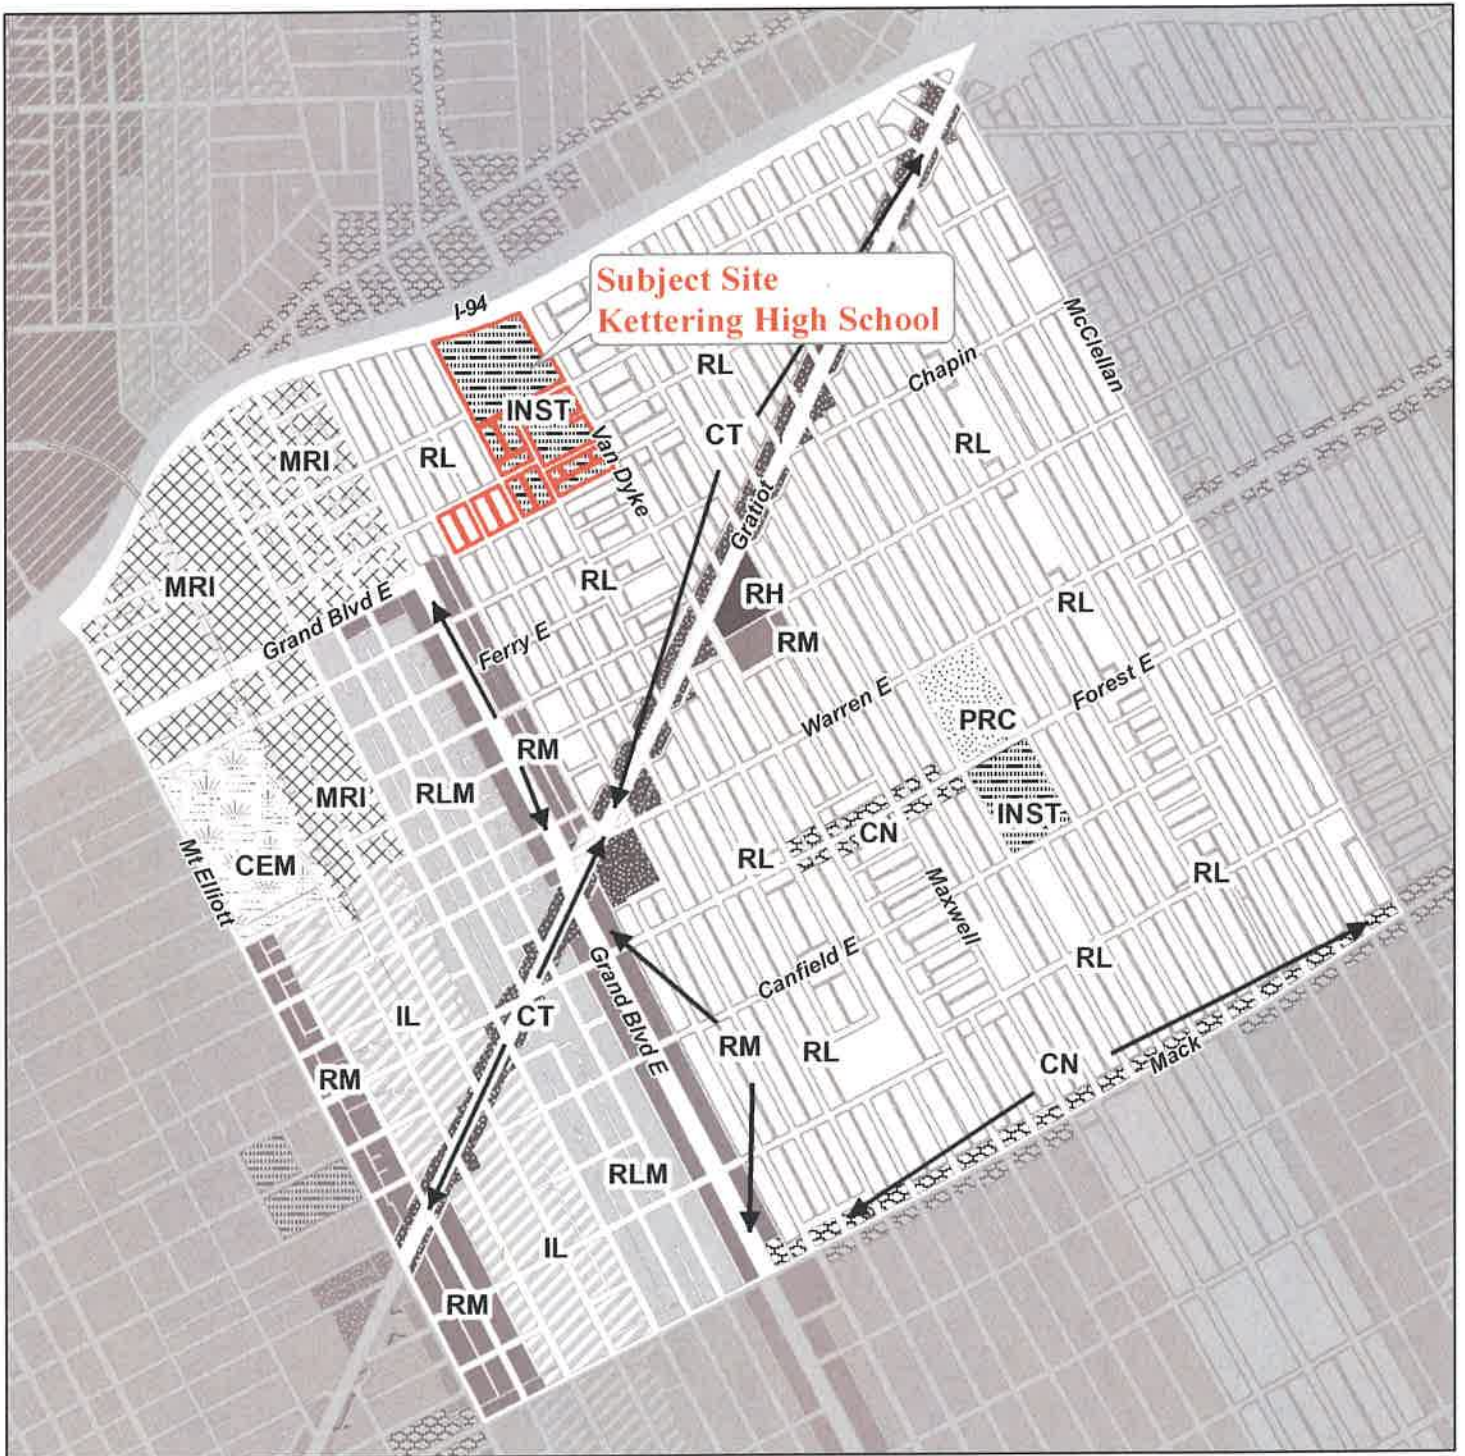 Subject Site
Kettering High School
I-94
McClellan
RL
Chapin
INST
CT
RL
MRI
RL
Van Dyke
Gratiot
MRI
RL
RH
RL
Grand Blvd E
Ferry E
RM
Forest E
Warren E
PRC
RM
MRI
RLM
INST
CN
RL
CEM
RL
Mt Elliott
Maxwell
RL
Canfield E
Grand Blvd E
IL
CT
RM
RL
CN
Mack
RM
RLM
IL
RM